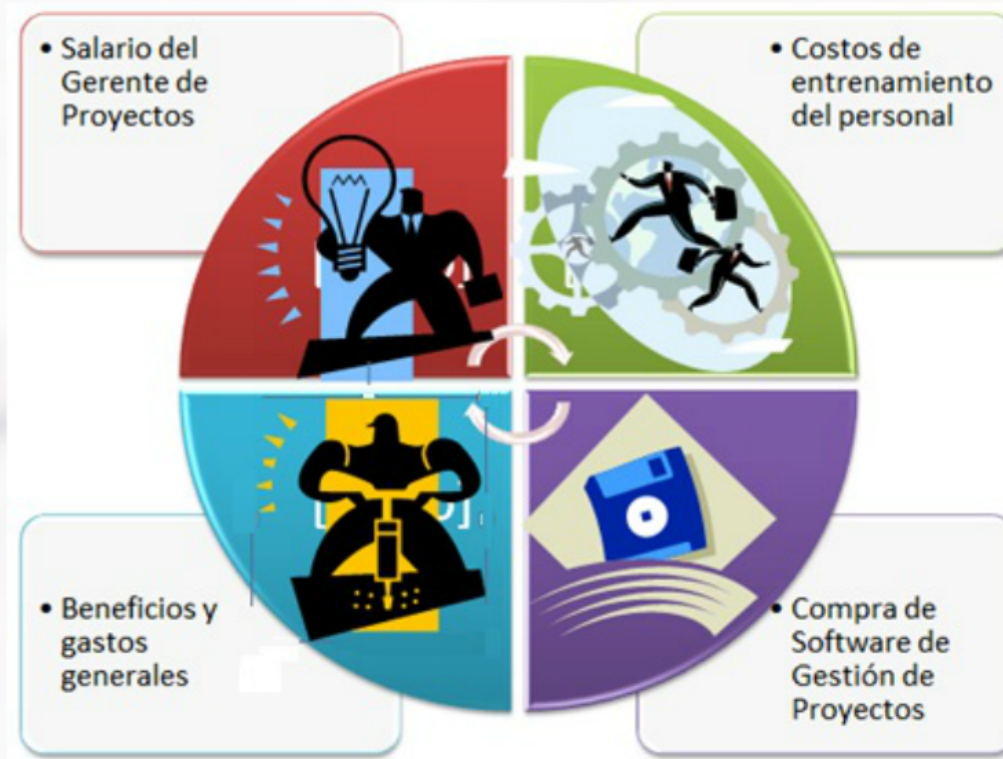 • Salario del
Gerente de
Proyectos
• Costos de
entrenamiento
del personal
• Beneficios y
gastos
generales
• Compra de
Software de
Gestión de
Proyectos